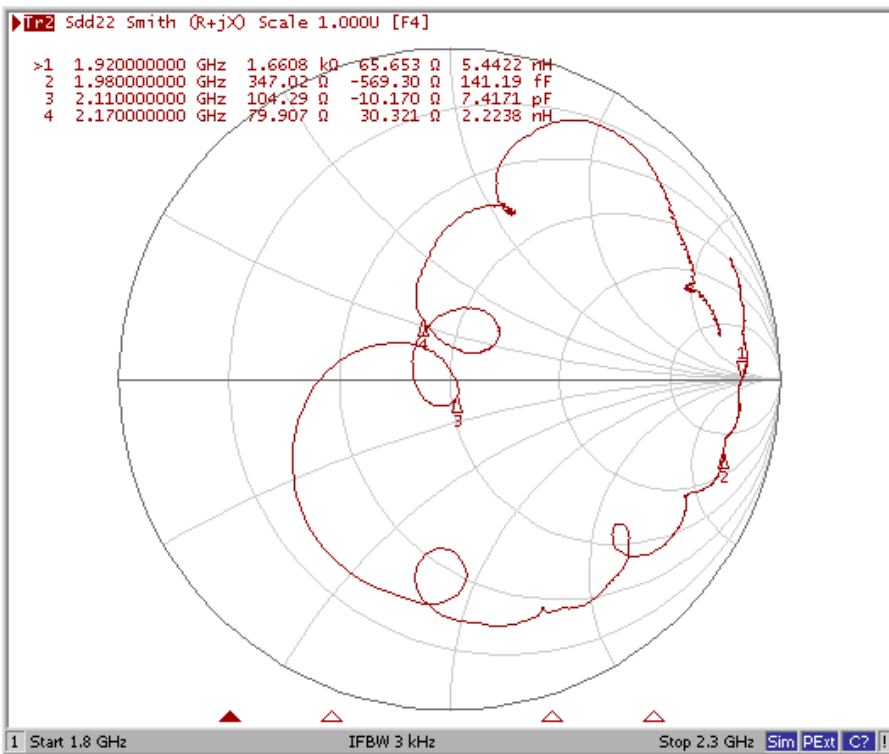 Tr2 Sdd22 Smith (R+jX) Scale 1.000U [F4]
>1 1.920000000 GHz 1.6608 kΩ 65.653 Ω 5.4422 nH
2 1.980000000 GHz 347.02 Ω -569.30 Ω 141.19 fF
3 2.110000000 GHz 104.29 Ω -10.170 Ω 7.4171 pF
4 2.170000000 GHz 79.907 Ω 30.321 Ω 2.2238 nH
1
4
3
2
1 Start 1.8 GHz IFBW 3 kHz Stop 2.3 GHz Sim PExt C? !